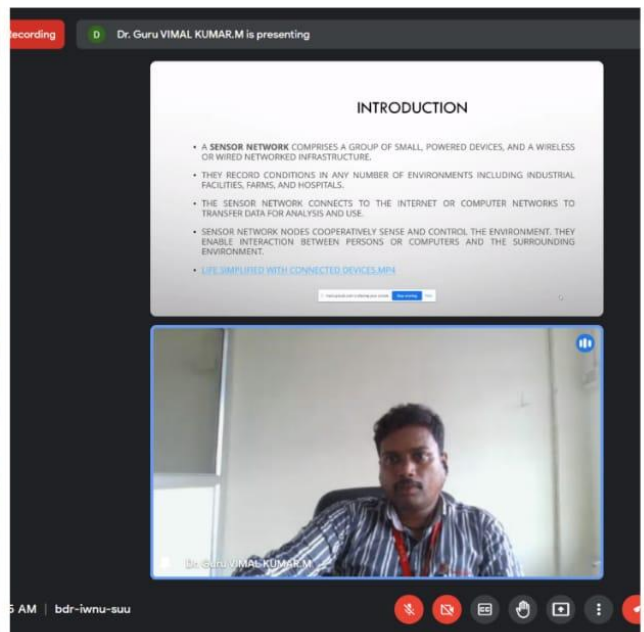 ecording
D Dr. Guru VIMAL KUMAR.M is presenting
INTRODUCTION
• A SENSOR NETWORK COMPRISES A GROUP OF SMALL, POWERED DEVICES, AND A WIRELESS
OR WIRED NETWORKED INFRASTRUCTURE.
• THEY RECORD CONDITIONS IN ANY NUMBER OF ENVIRONMENTS INCLUDING INDUSTRIAL
FACILITIES, FARMS, AND HOSPITALS.
• THE SENSOR NETWORK CONNECTS TO THE INTERNET OR COMPUTER NETWORKS TO
TRANSFER DATA FOR ANALYSIS AND USE.
• SENSOR NETWORK NODES COOPERATIVELY SENSE AND CONTROL THE ENVIRONMENT. THEY
ENABLE INTERACTION BETWEEN PERSONS OR COMPUTERS AND THE SURROUNDING
ENVIRONMENT.
• LIFE SIMPLIFIED WITH CONNECTED DEVICES.MP4
Dr. Guru VIMAL KUMAR.M
5 AM | bdr-iwnu-suu
CC